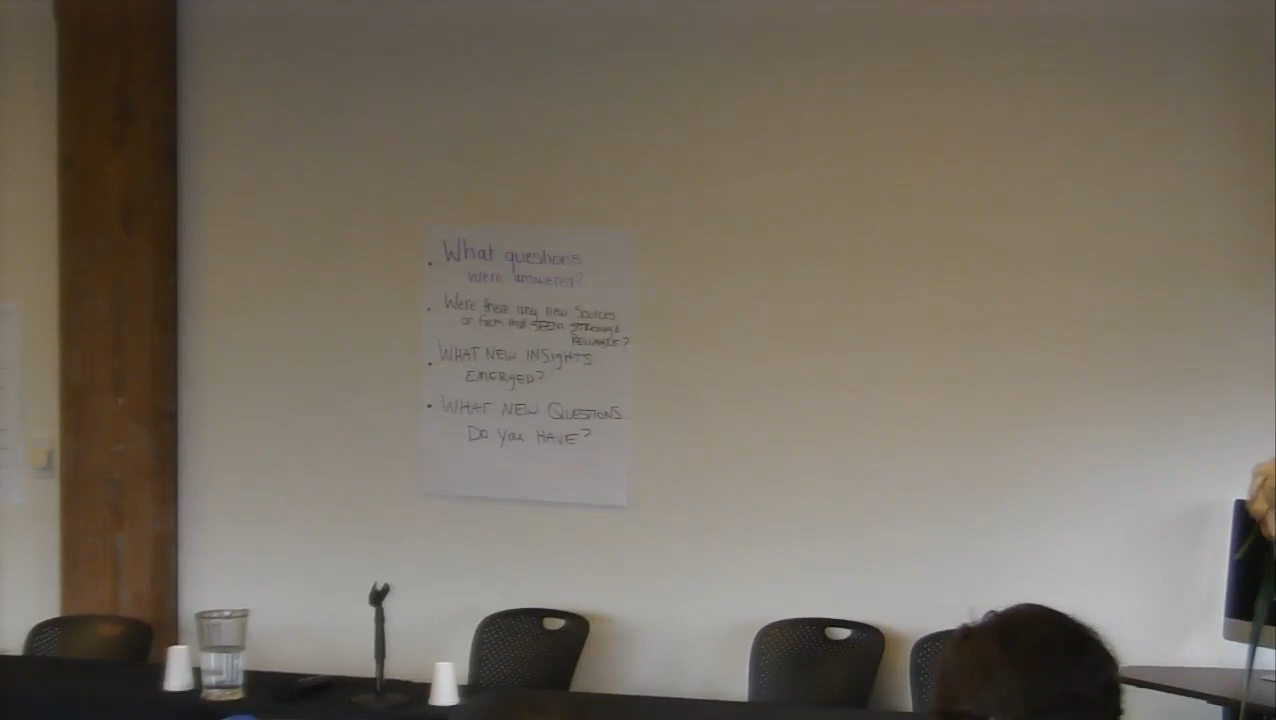 • What questions
were answered?
• Were there any new sources
or facts that seem strong &
RELIABLE?
• WHAT NEW INSIGHTS
EMERGED?
• WHAT NEW QUESTIONS
DO YOU HAVE?